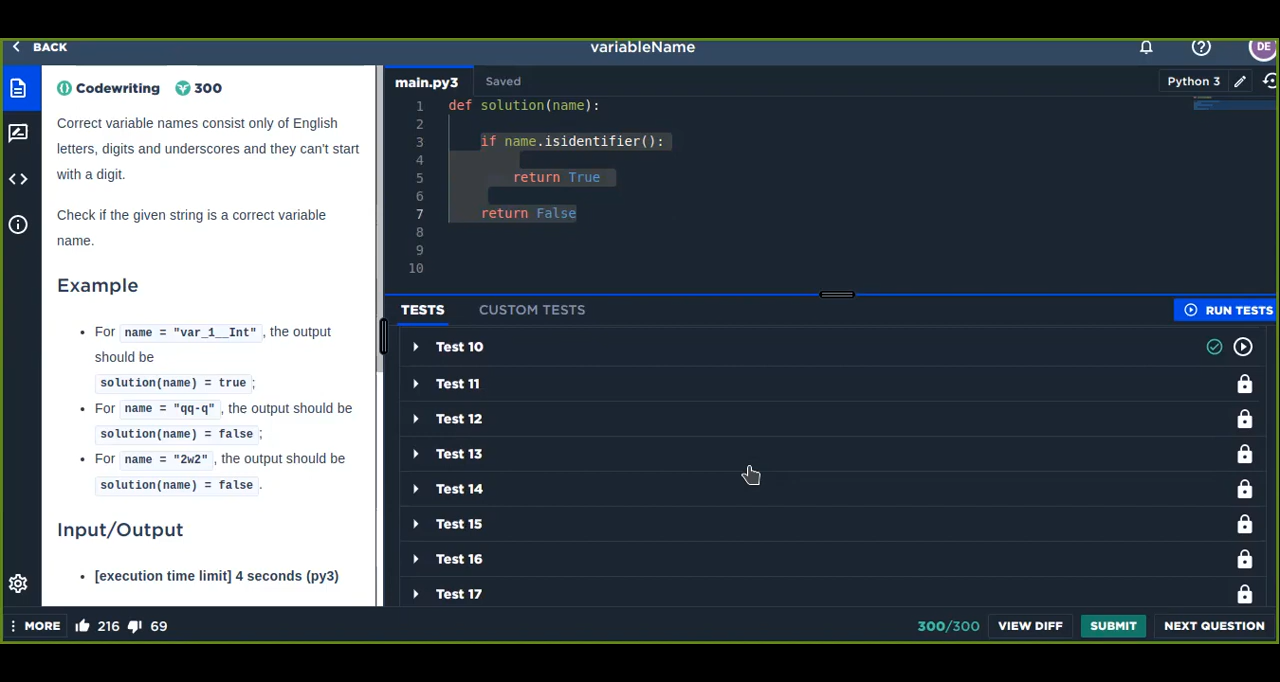 BACK
variableName
DE
Codewriting 300
Correct variable names consist only of English
letters, digits and underscores and they can't start
with a digit.
Check if the given string is a correct variable
name.
Example
• For name = "var_1__Int" , the output
should be
solution(name) = true ;
• For name = "qq-q" , the output should be
solution(name) = false ;
• For name = "2w2" , the output should be
solution(name) = false .
Input/Output
• [execution time limit] 4 seconds (py3)
main.py3 Saved
Python 3
1 def solution(name):
2
3 if name.isidentifier():
4
5 return True
6
7 return False
8
9
10
TESTS CUSTOM TESTS
RUN TESTS
Test 10
Test 11
Test 12
Test 13
Test 14
Test 15
Test 16
Test 17
MORE 216 69
300/300 VIEW DIFF SUBMIT NEXT QUESTION